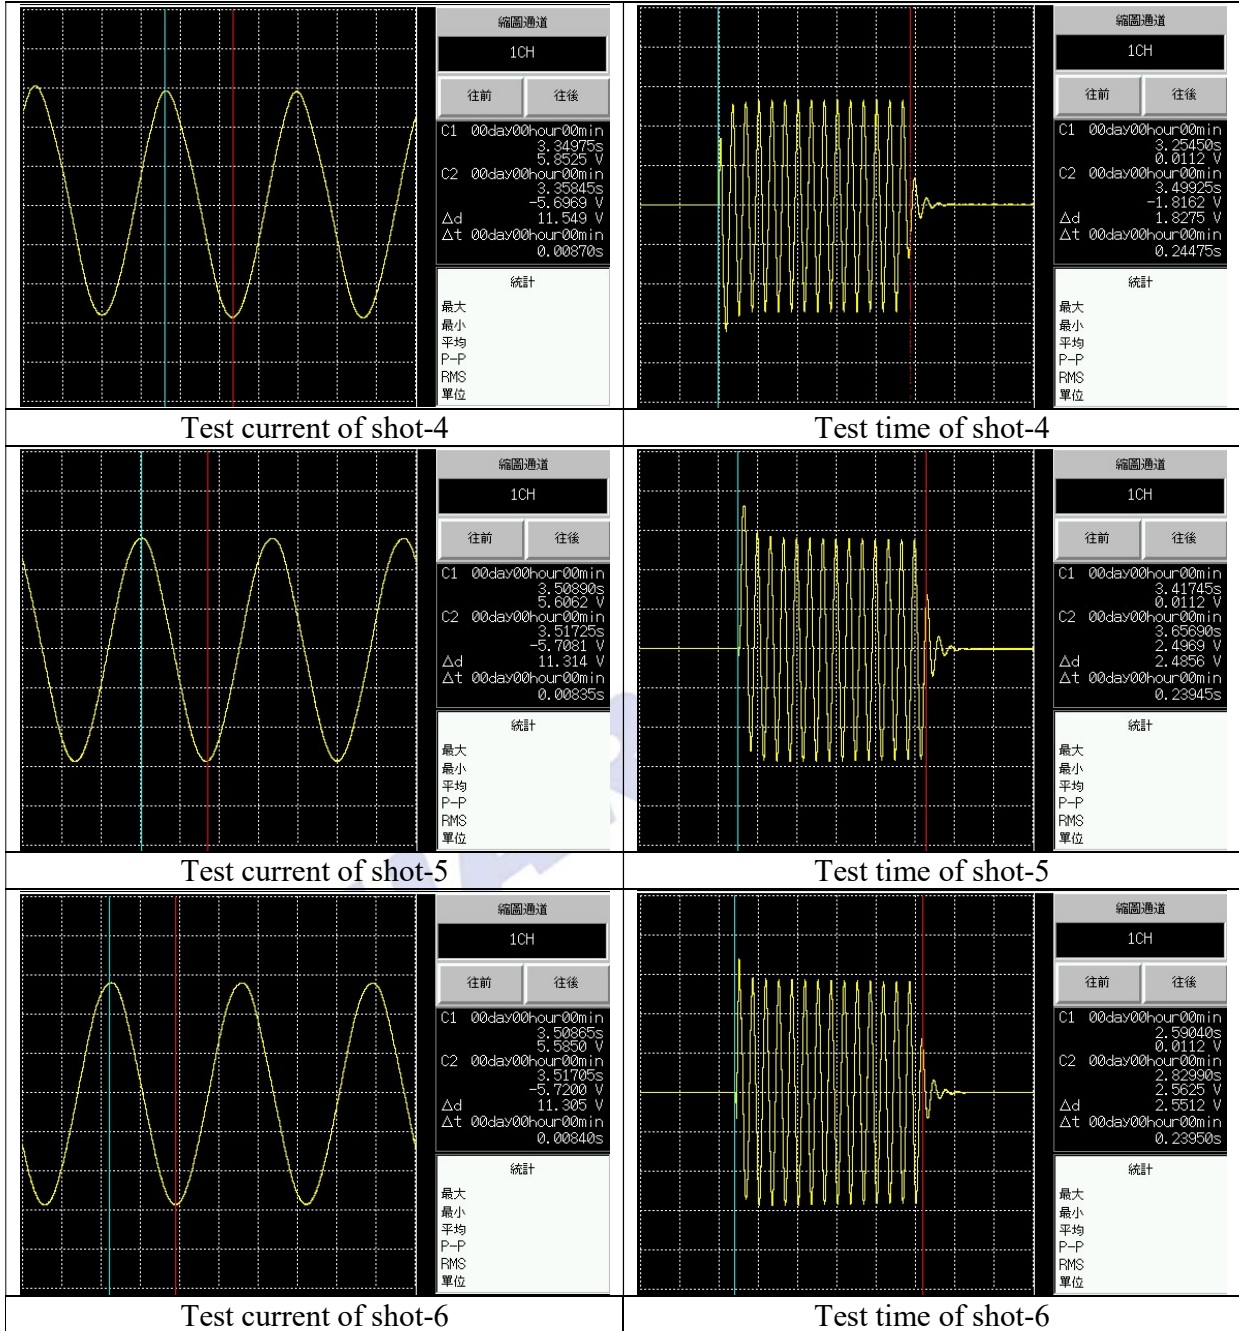 縮圖通道
1CH
往前 往後
C1 00day00hour00min
3.34975s
5.8525 V
C2 00day00hour00min
3.35845s
-5.6969 V
△d 11.549 V
△t 00day00hour00min
0.00870s
統計
最大
最小
平均
P-P
RMS
單位
縮圖通道
1CH
往前 往後
C1 00day00hour00min
3.25450s
0.0112 V
C2 00day00hour00min
3.49925s
-1.8162 V
△d 1.8275 V
△t 00day00hour00min
0.24475s
統計
最大
最小
平均
P-P
RMS
單位
Test current of shot-4
Test time of shot-4
縮圖通道
1CH
往前 往後
C1 00day00hour00min
3.50890s
5.6062 V
C2 00day00hour00min
3.51725s
-5.7081 V
△d 11.314 V
△t 00day00hour00min
0.00835s
統計
最大
最小
平均
P-P
RMS
單位
縮圖通道
1CH
往前 往後
C1 00day00hour00min
3.41745s
0.0112 V
C2 00day00hour00min
3.65690s
2.4969 V
△d 2.4856 V
△t 00day00hour00min
0.23945s
統計
最大
最小
平均
P-P
RMS
單位
Test current of shot-5
Test time of shot-5
縮圖通道
1CH
往前 往後
C1 00day00hour00min
3.50865s
5.5850 V
C2 00day00hour00min
3.51705s
-5.7200 V
△d 11.305 V
△t 00day00hour00min
0.00840s
統計
最大
最小
平均
P-P
RMS
單位
縮圖通道
1CH
往前 往後
C1 00day00hour00min
2.59040s
0.0112 V
C2 00day00hour00min
2.82990s
2.5625 V
△d 2.5512 V
△t 00day00hour00min
0.23950s
統計
最大
最小
平均
P-P
RMS
單位
Test current of shot-6
Test time of shot-6